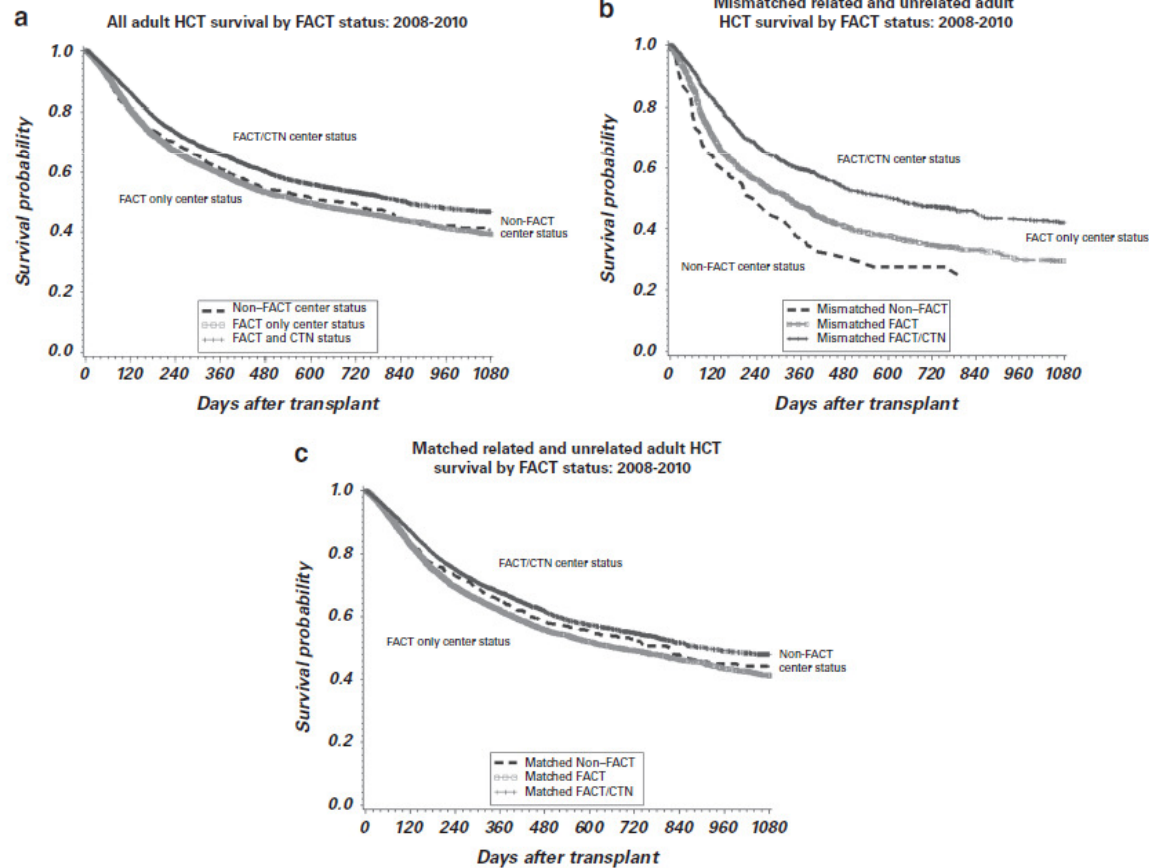 a
All adult HCT survival by FACT status: 2008-2010
Survival probability
1.0
0.8
0.6
0.4
0.2
0.0
FACT/CTN center status
FACT only center status
Non-FACT
center status
Non–FACT center status
FACT only center status
FACT and CTN status
0 120 240 360 480 600 720 840 960 1080
Days after transplant
b
Mismatched related and unrelated adult
HCT survival by FACT status: 2008-2010
Survival probability
1.0
0.8
0.6
0.4
0.2
0.0
FACT/CTN center status
FACT only center status
Non-FACT center status
Mismatched Non–FACT
Mismatched FACT
Mismatched FACT/CTN
0 120 240 360 480 600 720 840 960 1080
Days after transplant
c
Matched related and unrelated adult HCT
survival by FACT status: 2008-2010
Survival probability
1.0
0.8
0.6
0.4
0.2
0.0
FACT/CTN center status
FACT only center status
Non-FACT
center status
Matched Non–FACT
Matched FACT
Matched FACT/CTN
0 120 240 360 480 600 720 840 960 1080
Days after transplant